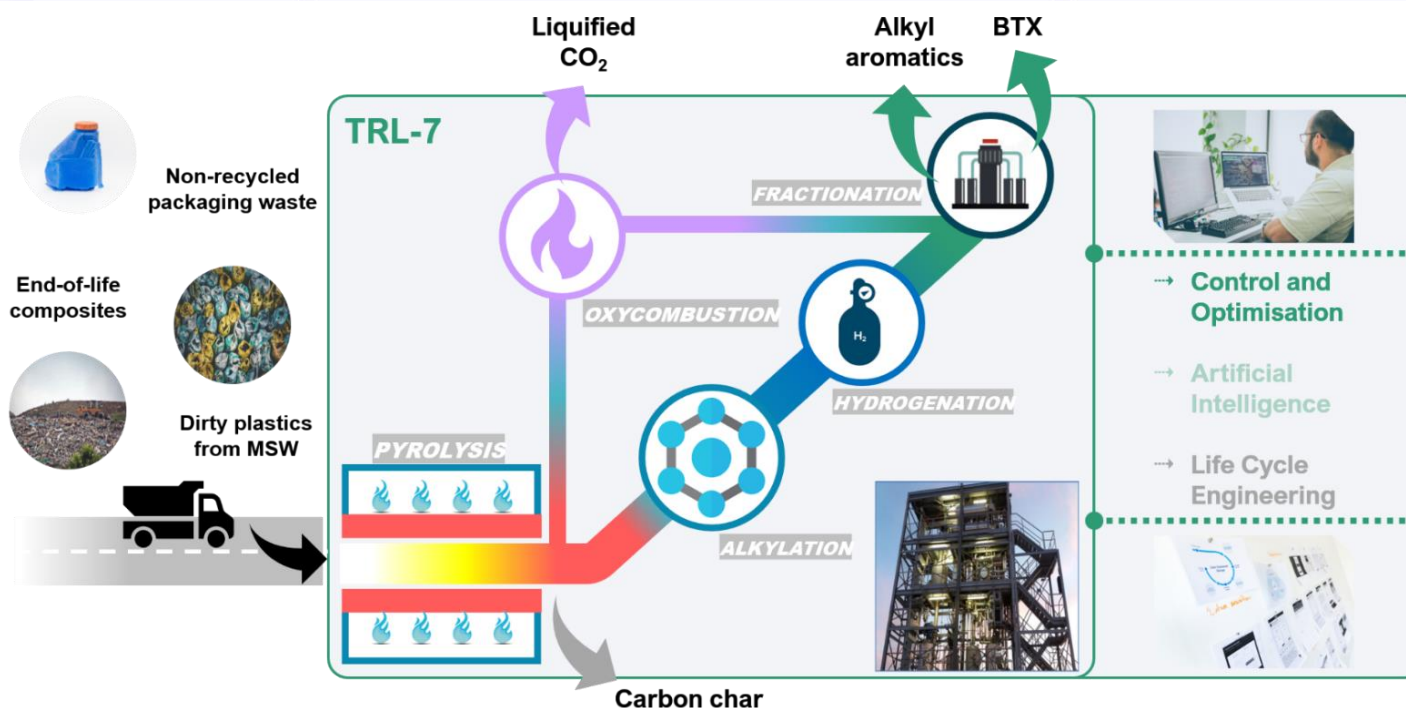 Liquified
CO₂
Alkyl
aromatics
BTX
TRL-7
Non-recycled
packaging waste
FRACTIONATION
End-of-life
composites
OXYCOMBUSTION
Control and
Optimisation
H₂
Artificial
Intelligence
HYDROGENATION
Dirty plastics
from MSW
PYROLYSIS
Life Cycle
Engineering
ALKYLATION
Carbon char